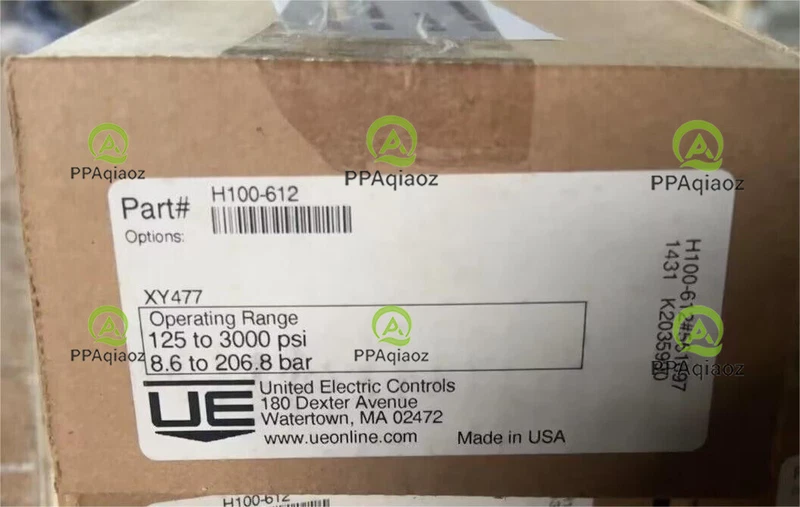 PPAqiaoz
PPAqiaoz
PPAqiaoz
Part# H100-612
Options:
XY477
Operating Range
125 to 3000 psi
8.6 to 206.8 bar
PPAqiaoz
PPAqiaoz
PPAqiaoz
UE
United Electric Controls
180 Dexter Avenue
Watertown, MA 02472
www.ueonline.com
Made in USA
1431
H100-612